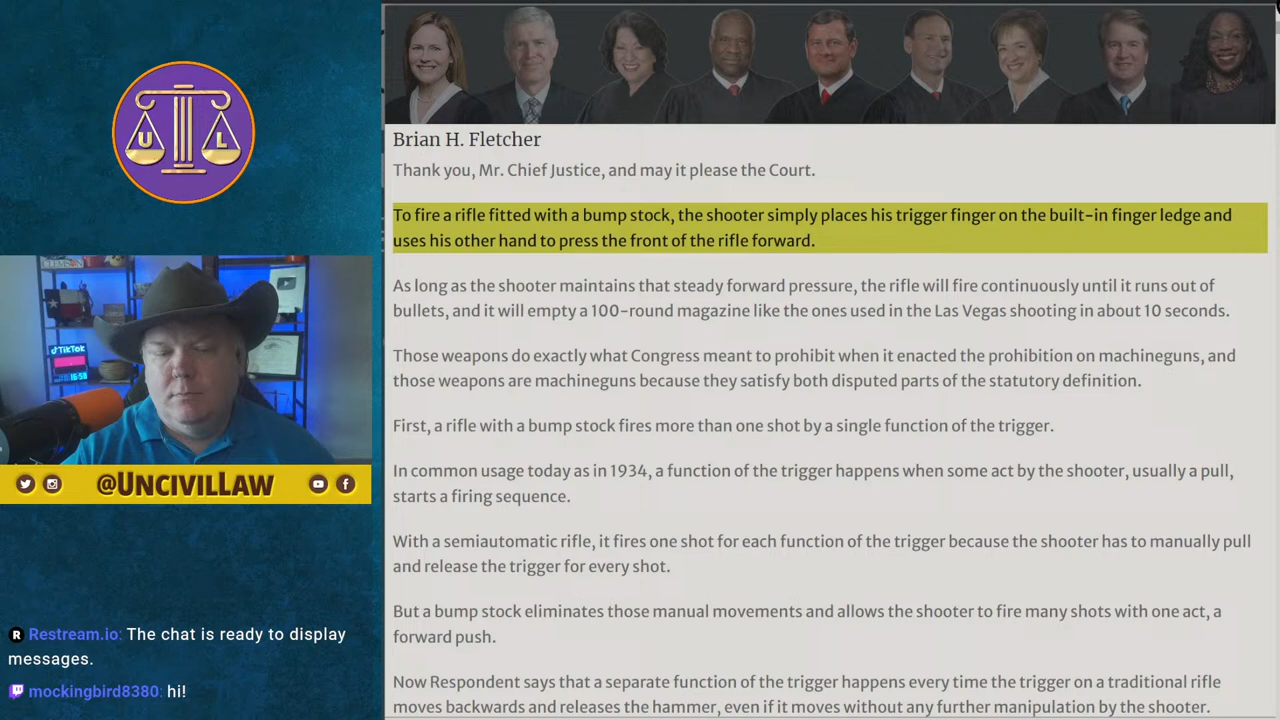 U L
TikTok
16:58
@UNCIVILLAW
Restream.io: The chat is ready to display
messages.
mockingbird8380: hi!
Brian H. Fletcher
Thank you, Mr. Chief Justice, and may it please the Court.
To fire a rifle fitted with a bump stock, the shooter simply places his trigger finger on the built-in finger ledge and
uses his other hand to press the front of the rifle forward.
As long as the shooter maintains that steady forward pressure, the rifle will fire continuously until it runs out of
bullets, and it will empty a 100-round magazine like the ones used in the Las Vegas shooting in about 10 seconds.
Those weapons do exactly what Congress meant to prohibit when it enacted the prohibition on machineguns, and
those weapons are machineguns because they satisfy both disputed parts of the statutory definition.
First, a rifle with a bump stock fires more than one shot by a single function of the trigger.
In common usage today as in 1934, a function of the trigger happens when some act by the shooter, usually a pull,
starts a firing sequence.
With a semiautomatic rifle, it fires one shot for each function of the trigger because the shooter has to manually pull
and release the trigger for every shot.
But a bump stock eliminates those manual movements and allows the shooter to fire many shots with one act, a
forward push.
Now Respondent says that a separate function of the trigger happens every time the trigger on a traditional rifle
moves backwards and releases the hammer, even if it moves without any further manipulation by the shooter.